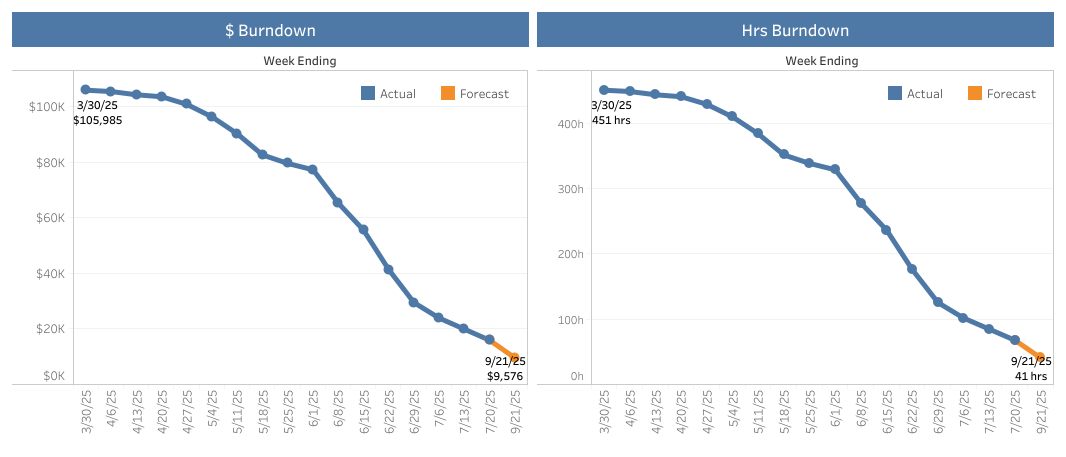 $ Burndown
Week Ending
Actual Forecast
$100K
$80K
$60K
$40K
$20K
$0K
3/30/25
$105,985
9/21/25
$9,576
3/30/25 4/6/25 4/13/25 4/20/25 4/27/25 5/4/25 5/11/25 5/18/25 5/25/25 6/1/25 6/8/25 6/15/25 6/22/25 6/29/25 7/6/25 7/13/25 7/20/25 9/21/25
Hrs Burndown
Week Ending
Actual Forecast
400h
300h
200h
100h
0h
3/30/25
451 hrs
9/21/25
41 hrs
3/30/25 4/6/25 4/13/25 4/20/25 4/27/25 5/4/25 5/11/25 5/18/25 5/25/25 6/1/25 6/8/25 6/15/25 6/22/25 6/29/25 7/6/25 7/13/25 7/20/25 9/21/25